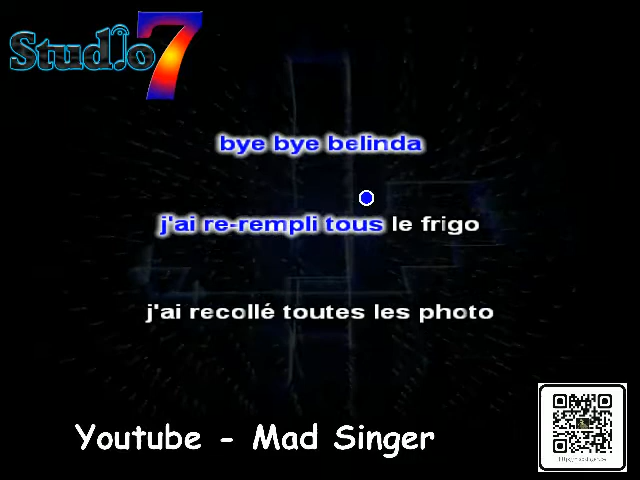 Studio 7
bye bye belinda
j'ai re-rempli tous le frigo
j'ai recollé toutes les photo
Youtube - Mad Singer